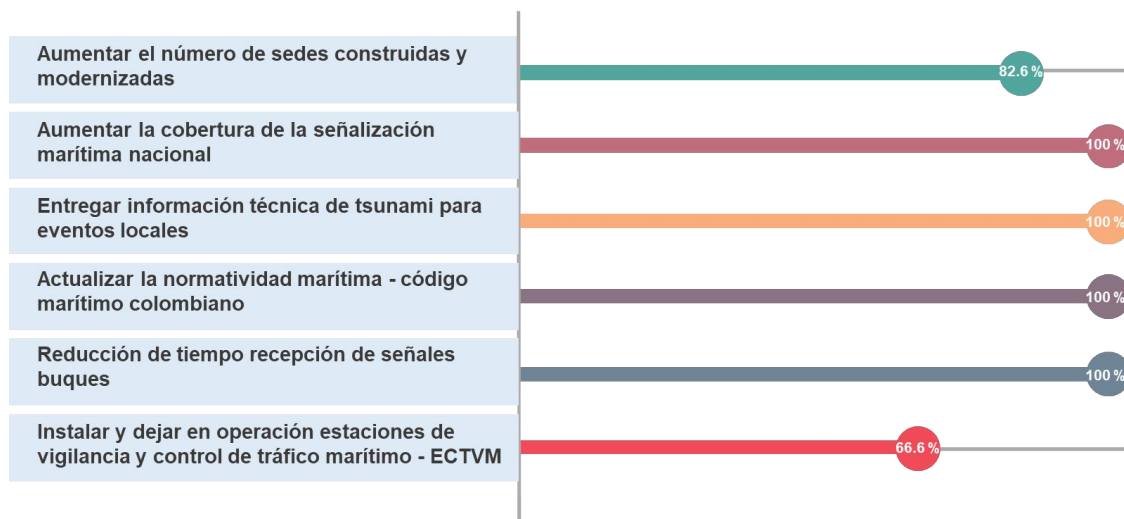 Aumentar el número de sedes construidas y
modernizadas
82.6 %
Aumentar la cobertura de la señalización
marítima nacional
100 %
Entregar información técnica de tsunami para
eventos locales
100 %
Actualizar la normatividad marítima - código
marítimo colombiano
100 %
Reducción de tiempo recepción de señales
buques
100 %
Instalar y dejar en operación estaciones de
vigilancia y control de tráfico marítimo - ECTVM
66.6 %